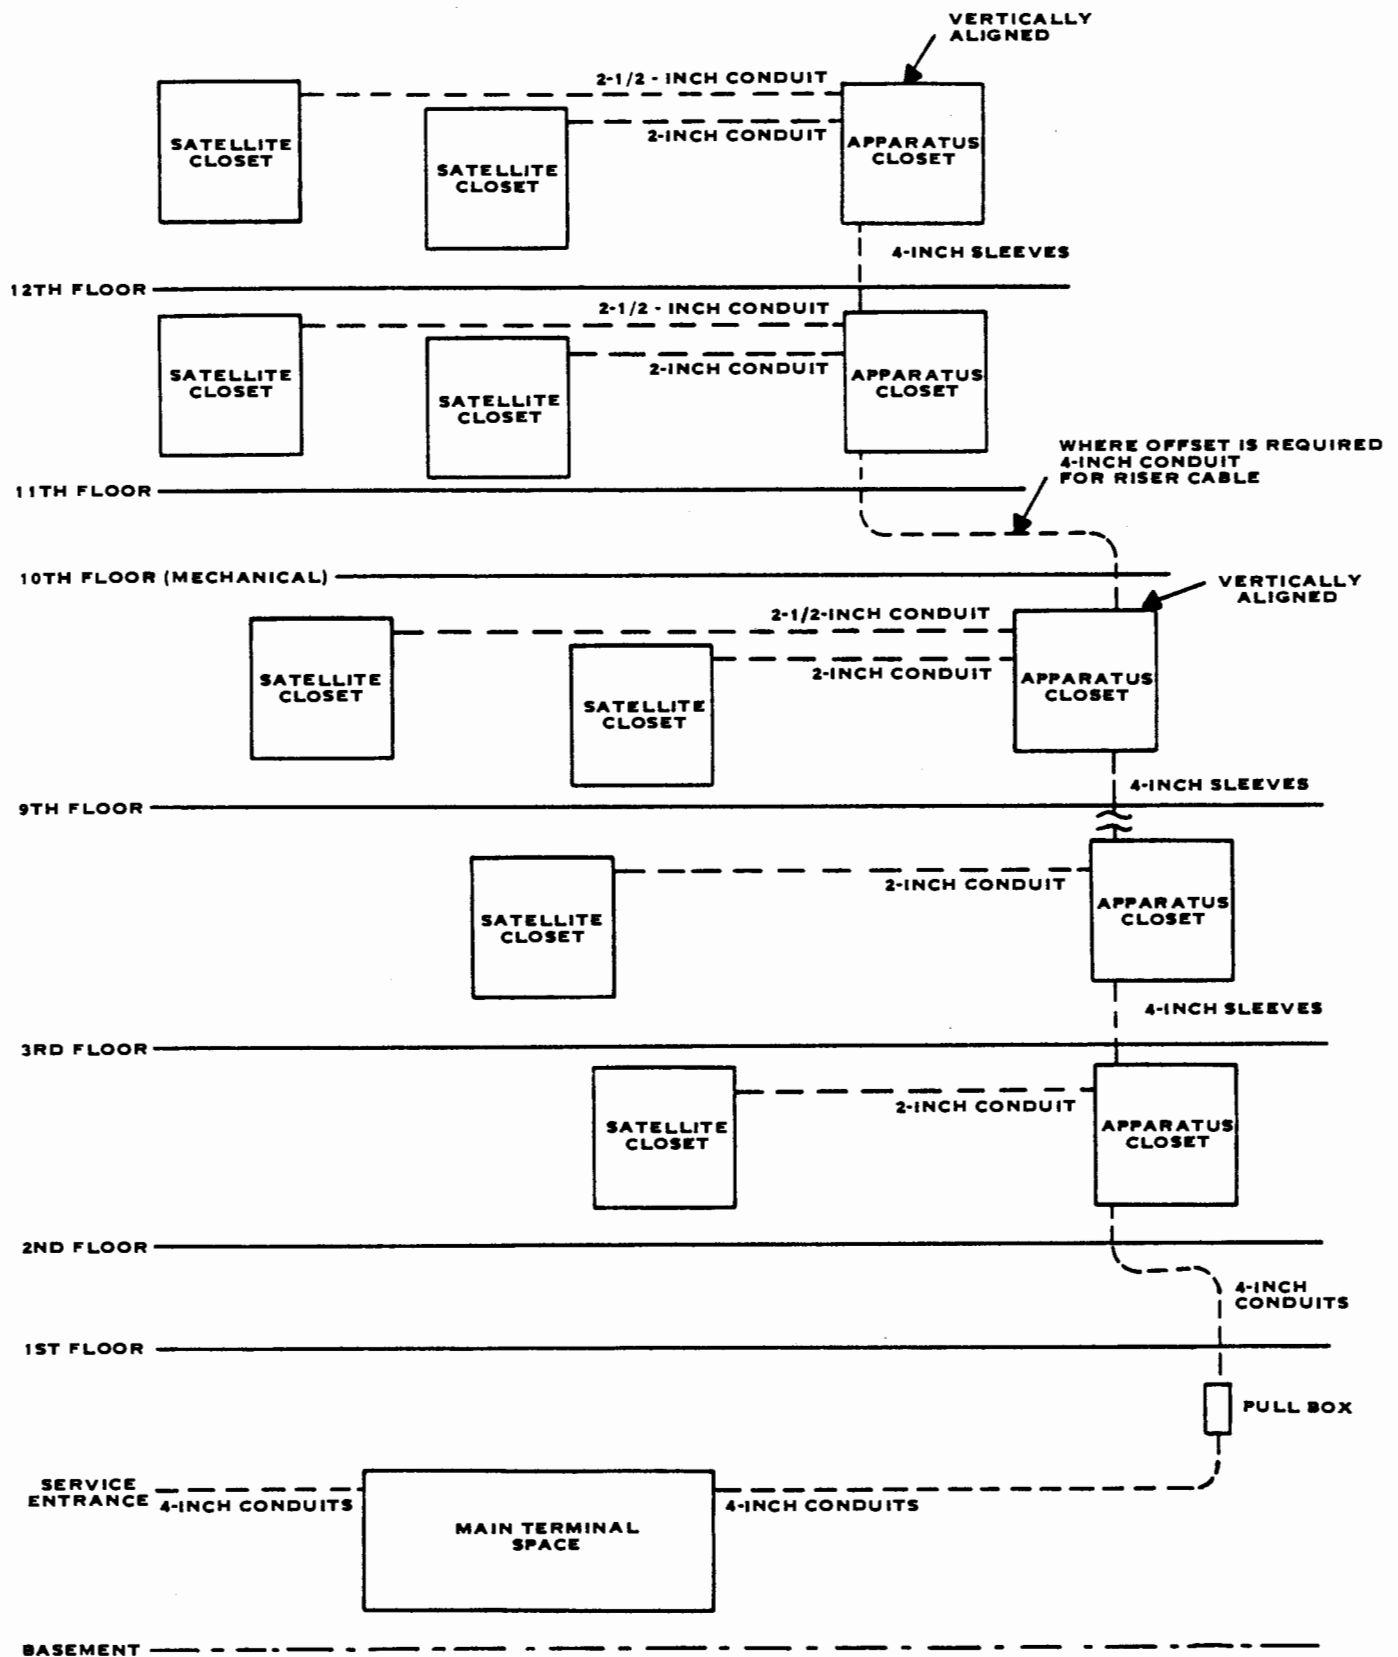 VERTICALLY
ALIGNED
2-1/2 - INCH CONDUIT
SATELLITE
CLOSET
2-INCH CONDUIT
SATELLITE
CLOSET
APPARATUS
CLOSET
4-INCH SLEEVES
12TH FLOOR
2-1/2 - INCH CONDUIT
SATELLITE
CLOSET
2-INCH CONDUIT
SATELLITE
CLOSET
APPARATUS
CLOSET
WHERE OFFSET IS REQUIRED
4-INCH CONDUIT
FOR RISER CABLE
11TH FLOOR
10TH FLOOR (MECHANICAL)
VERTICALLY
ALIGNED
2-1/2-INCH CONDUIT
SATELLITE
CLOSET
2-INCH CONDUIT
SATELLITE
CLOSET
APPARATUS
CLOSET
4-INCH SLEEVES
9TH FLOOR
2-INCH CONDUIT
SATELLITE
CLOSET
APPARATUS
CLOSET
4-INCH SLEEVES
3RD FLOOR
2-INCH CONDUIT
SATELLITE
CLOSET
APPARATUS
CLOSET
2ND FLOOR
4-INCH
CONDUITS
1ST FLOOR
PULL BOX
SERVICE
ENTRANCE
4-INCH CONDUITS
4-INCH CONDUITS
MAIN TERMINAL
SPACE
BASEMENT